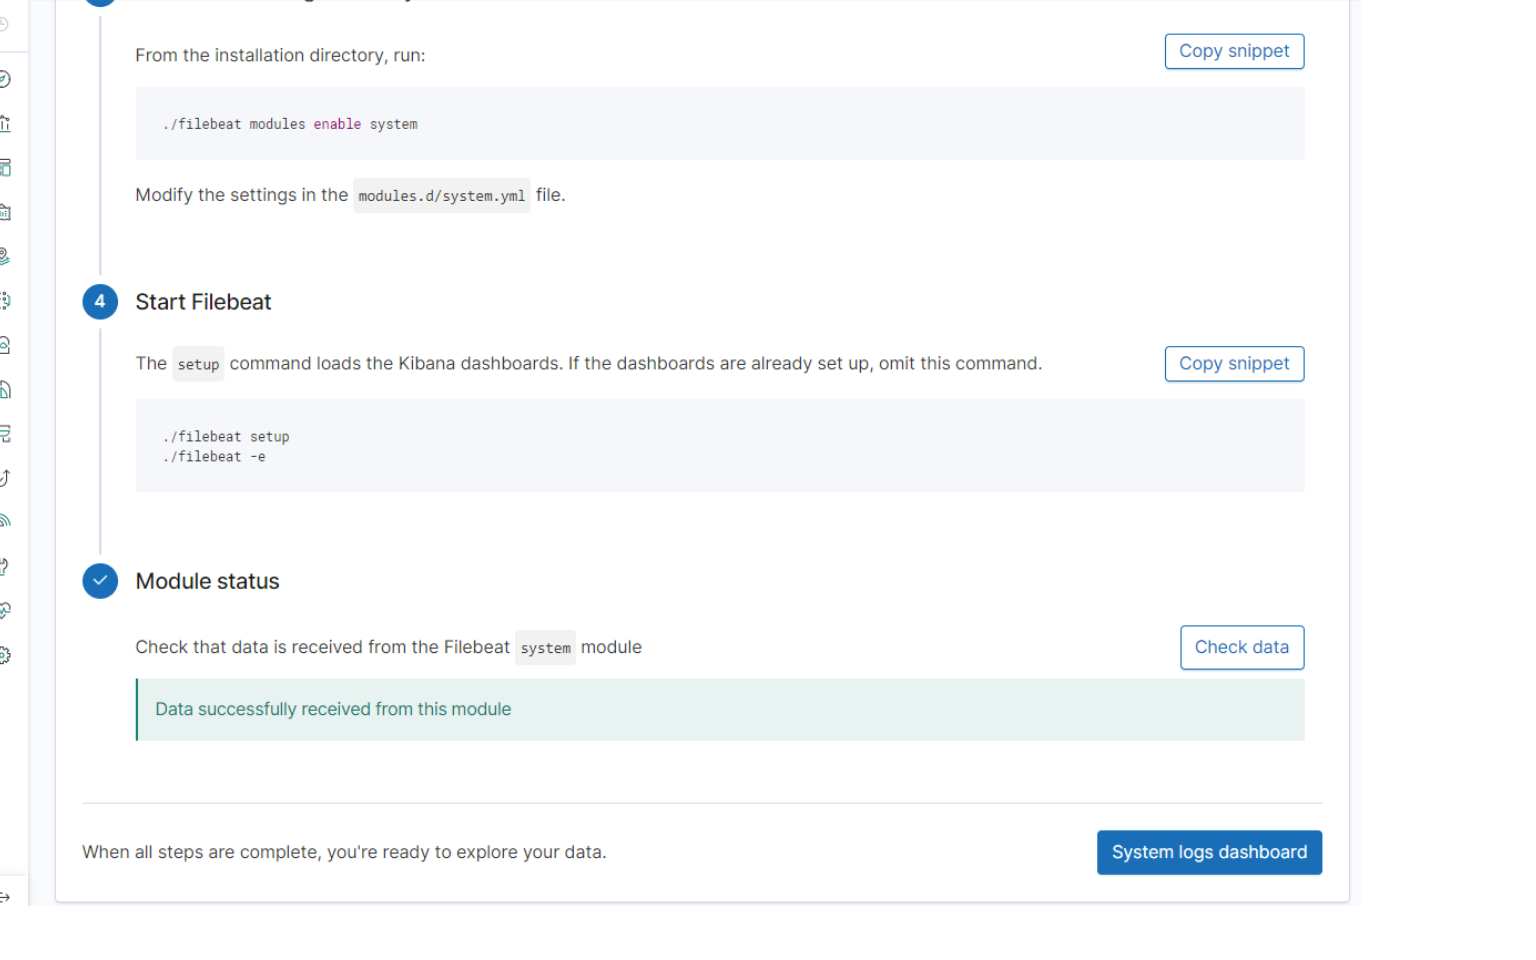 From the installation directory, run:
Copy snippet
./filebeat modules enable system
Modify the settings in the modules.d/system.yml file.
4 Start Filebeat
The setup command loads the Kibana dashboards. If the dashboards are already set up, omit this command.
Copy snippet
./filebeat setup
./filebeat -e
Module status
Check that data is received from the Filebeat system module
Check data
Data successfully received from this module
When all steps are complete, you're ready to explore your data.
System logs dashboard